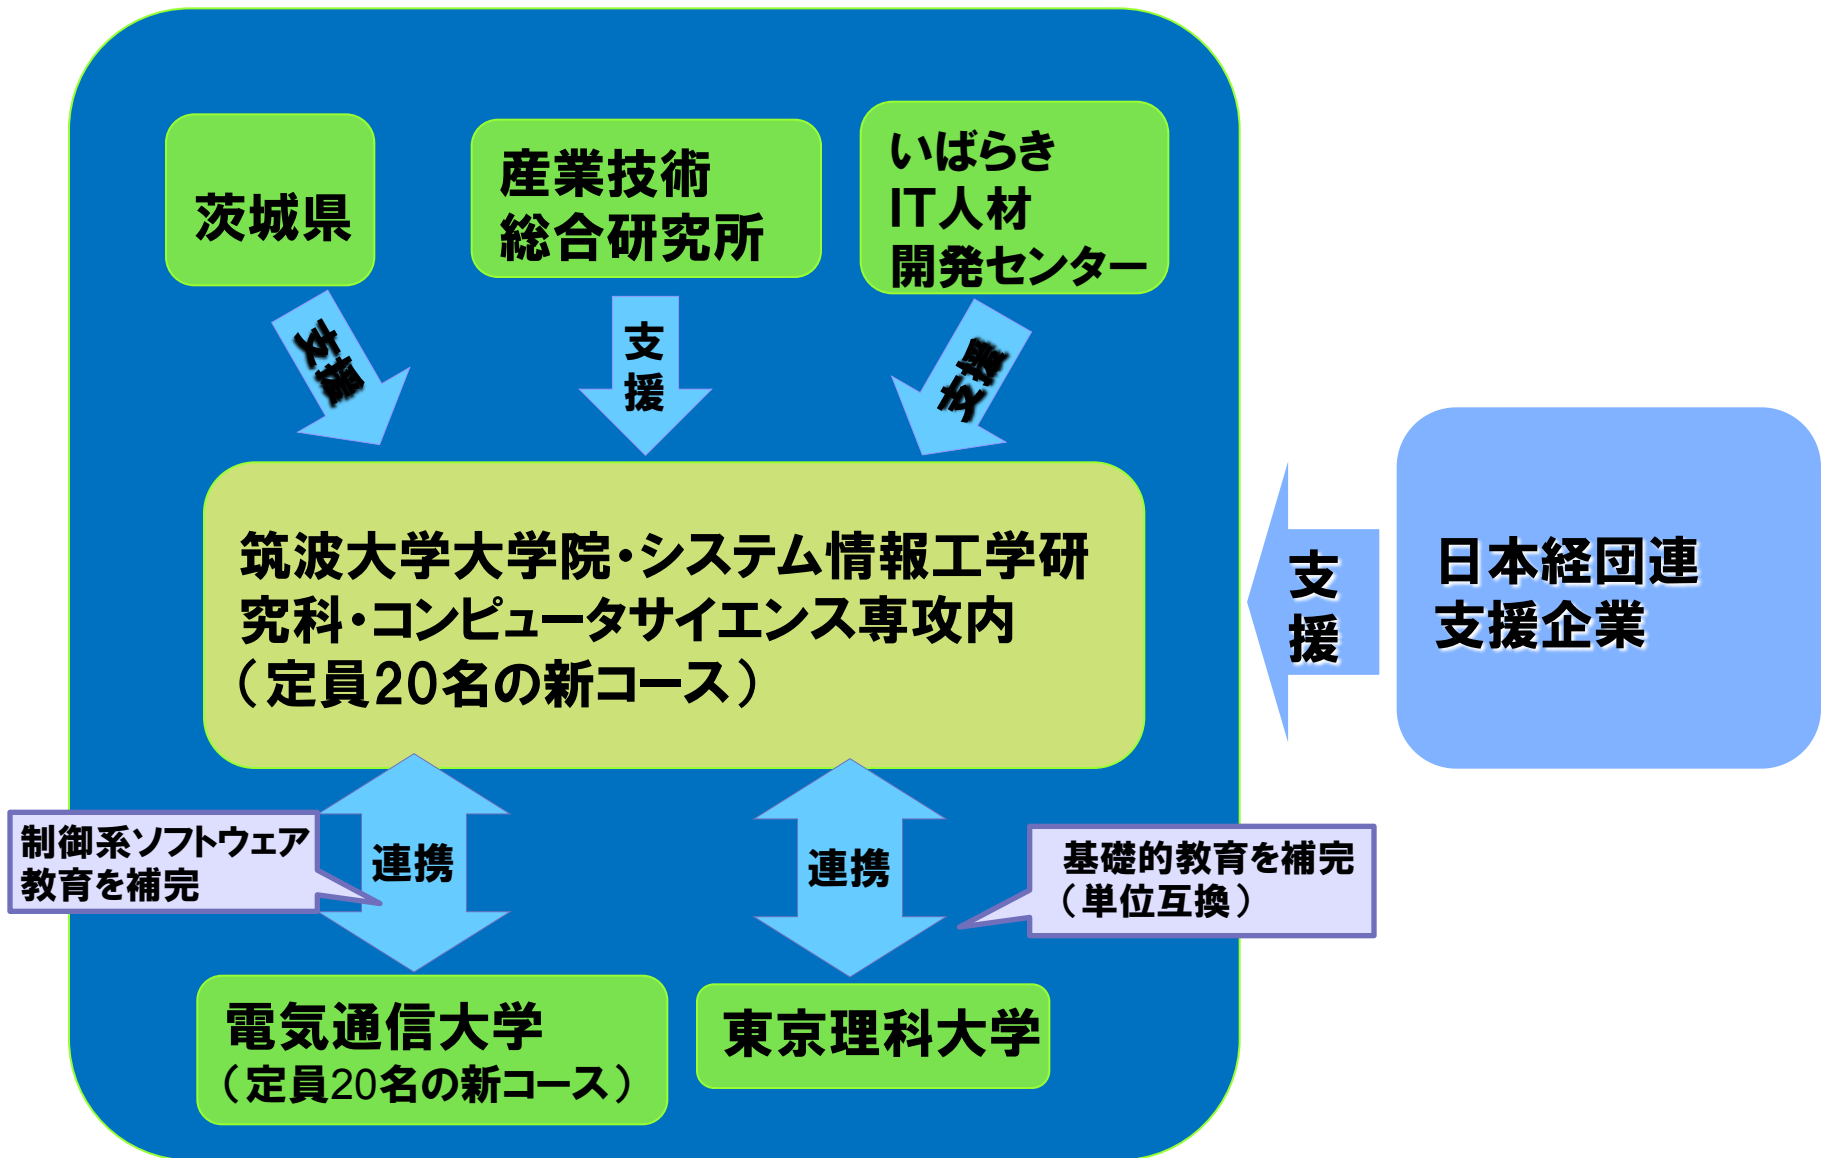 茨城県
産業技術
総合研究所
いばらき
IT人材
開発センター
支援
支
援
支援
筑波大学大学院・システム情報工学研
究科・コンピュータサイエンス専攻内
（定員20名の新コース）
支
援
日本経団連
支援企業
制御系ソフトウェア
教育を補完
連携
連携
基礎的教育を補完
（単位互換）
電気通信大学
（定員20名の新コース）
東京理科大学